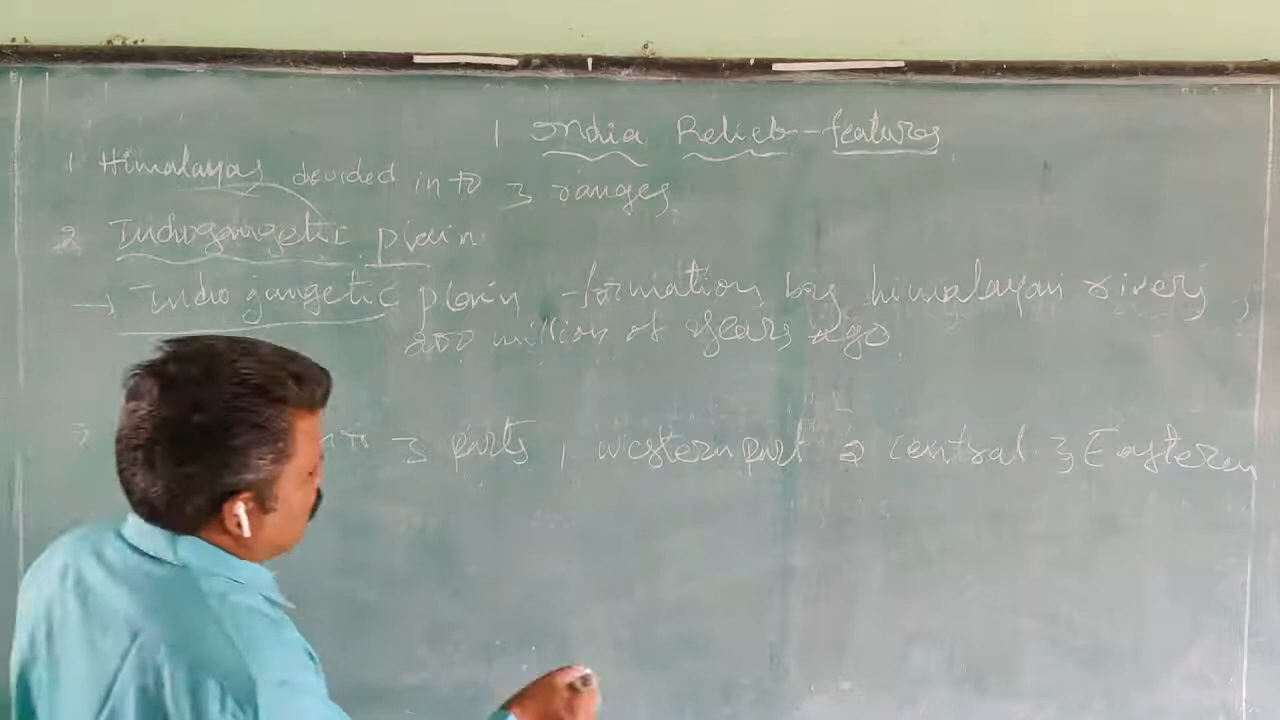 1 India Relief-features
1 Himalayas devided in to 3 ranges,
2 Indogangetic plain
→ Indo gangetic plain formation by himalayan rivers,
200 million of years ago.
3 parts, 1 western part 2 central 3 Eastern